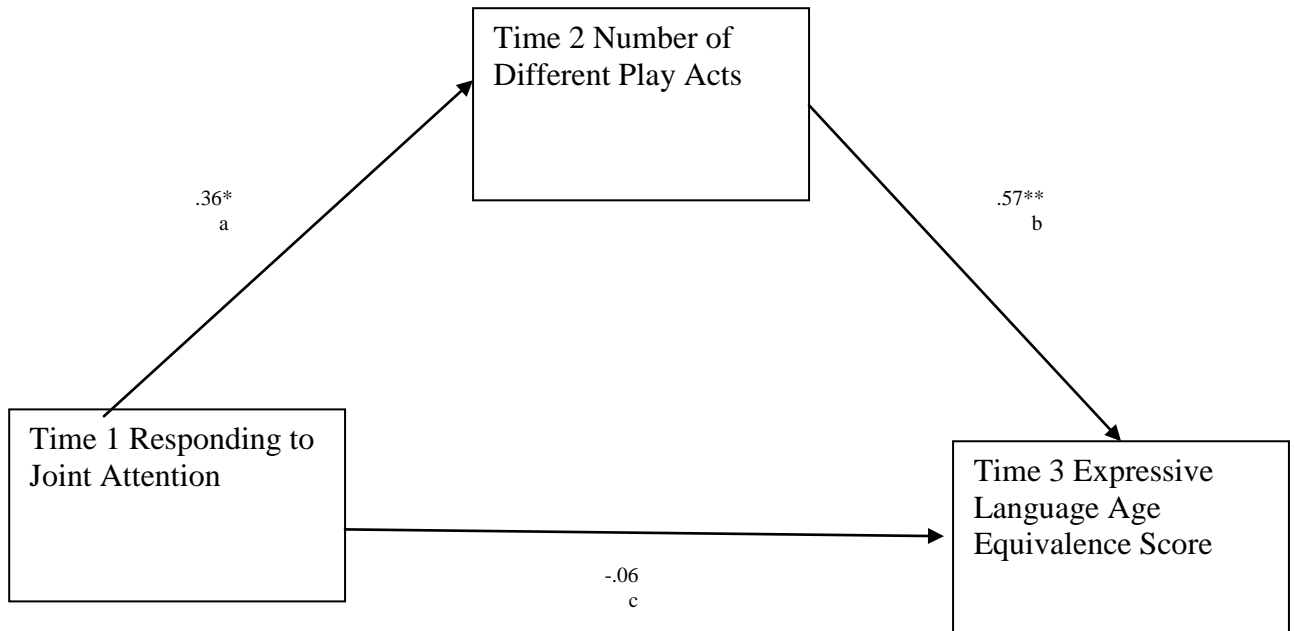 Time 2 Number of
Different Play Acts
.36*
a
.57**
b
Time 1 Responding to
Joint Attention
Time 3 Expressive
Language Age
Equivalence Score
-.06
c